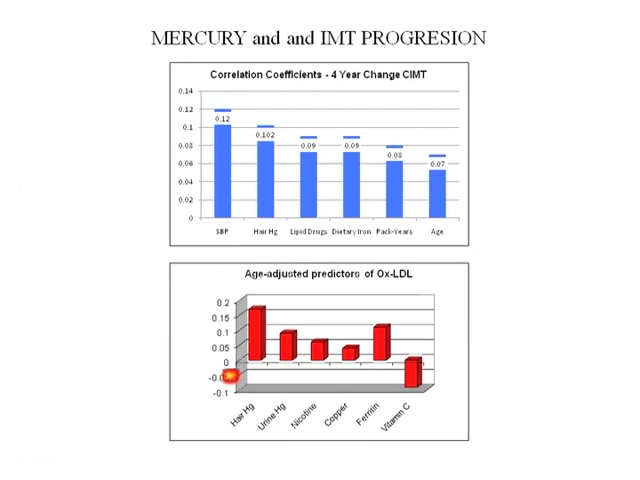 MERCURY and and IMT PROGRESION
Correlation Coefficients - 4 Year Change CIMT
0.14
0.12
0.1
0.08
0.06
0.04
0.02
0
0.12
0.102
0.09
0.09
0.08
0.07
SBP Hair Hg Lipid Drugs Dietary Iron Pack-Years Age
Age-adjusted predictors of Ox-LDL
0.2
0.15
0.1
0.05
0
-0.1
Hair Hg
Urine Hg
Nicotine
Copper
Ferritin
Vitamin C